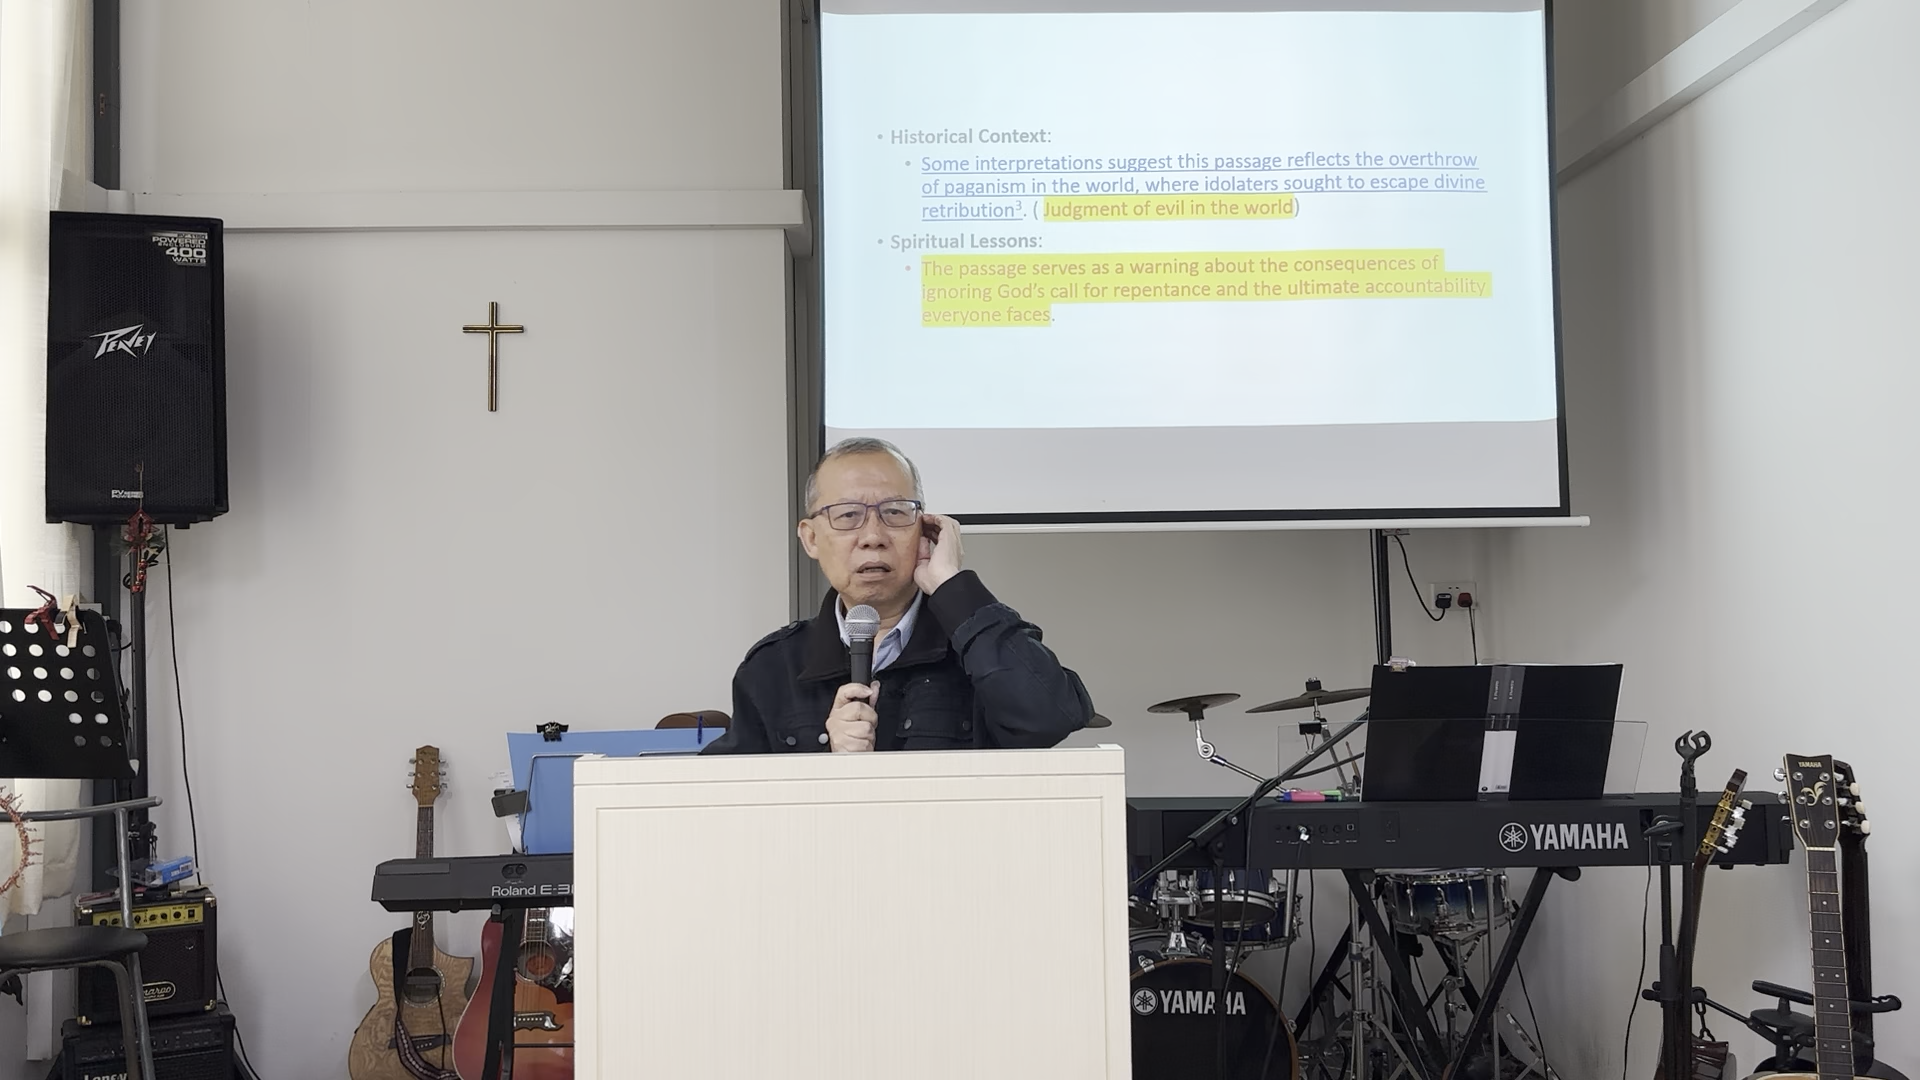 • Historical Context:
• Some interpretations suggest this passage reflects the overthrow
of paganism in the world, where idolaters sought to escape divine
retribution³. ( Judgment of evil in the world)
• Spiritual Lessons:
• The passage serves as a warning about the consequences of
ignoring God's call for repentance and the ultimate accountability
everyone faces.
POWERED
ENCLOSURE
400
WATTS
PEAVEY
Roland E-3
YAMAHA
YAMAHA
YAMAHA
Laney